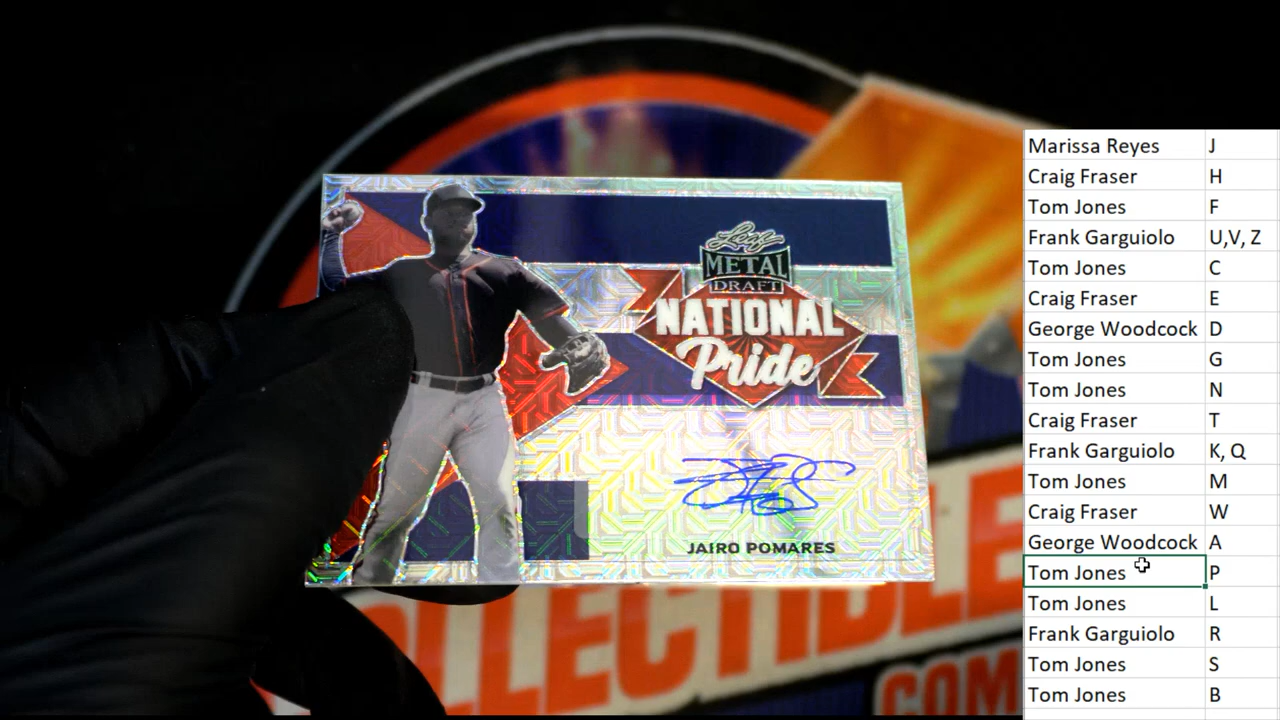 Leaf
METAL
DRAFT
NATIONAL
Pride
JAIRO POMARES
COLLECTIBLE
COM
Marissa Reyes J
Craig Fraser H
Tom Jones F
Frank Garguiolo U,V, Z
Tom Jones C
Craig Fraser E
George Woodcock D
Tom Jones G
Tom Jones N
Craig Fraser T
Frank Garguiolo K, Q
Tom Jones M
Craig Fraser W
George Woodcock A
Tom Jones P
Tom Jones L
Frank Garguiolo R
Tom Jones S
Tom Jones B